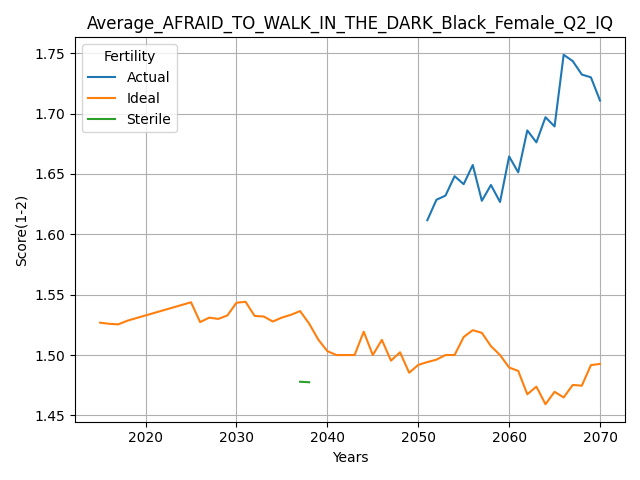 Average_AFRAID_TO_WALK_IN_THE_DARK_Black_Female_Q2_IQ
Fertility
Actual
Ideal
Sterile
Score(1-2)
1.75
1.70
1.65
1.60
1.55
1.50
1.45
2020 2030 2040 2050 2060 2070
Years